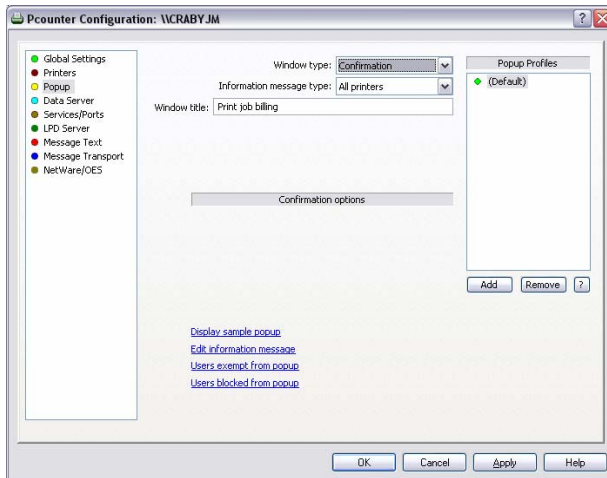 Pcounter Configuration: \\CRABYJM
Global Settings
Printers
Popup
Data Server
Services/Ports
LPD Server
Message Text
Message Transport
NetWare/OES
Window type: Confirmation
Information message type: All printers
Window title: Print job billing
Confirmation options
Display sample popup
Edit information message
Users exempt from popup
Users blocked from popup
Popup Profiles
(Default)
Add Remove ?
OK Cancel Apply Help